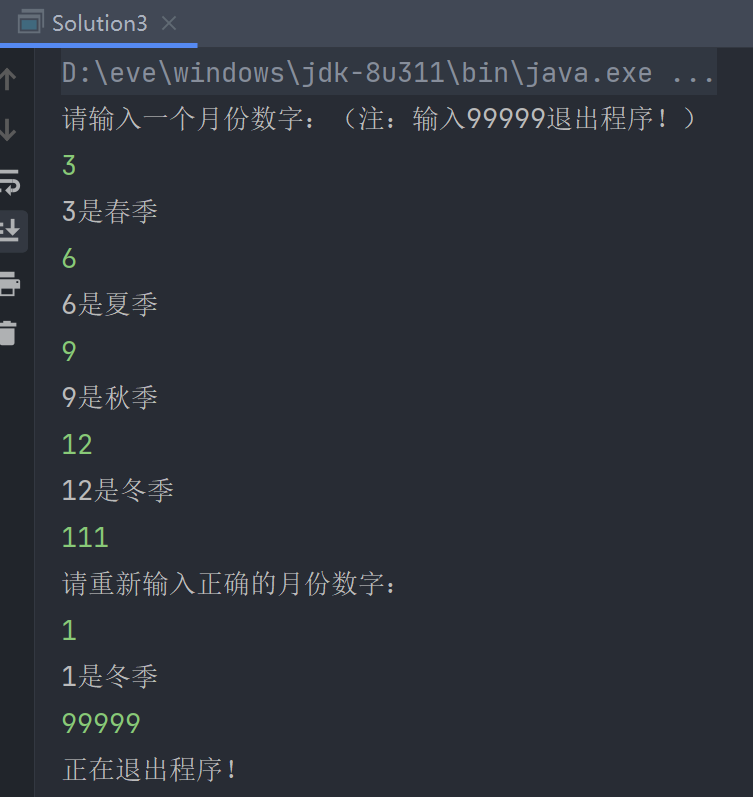 Solution3
D:\eve\windows\jdk-8u311\bin\java.exe ...
请输入一个月份数字：（注：输入99999退出程序！）
3
3是春季
6
6是夏季
9
9是秋季
12
12是冬季
111
请重新输入正确的月份数字：
1
1是冬季
99999
正在退出程序！